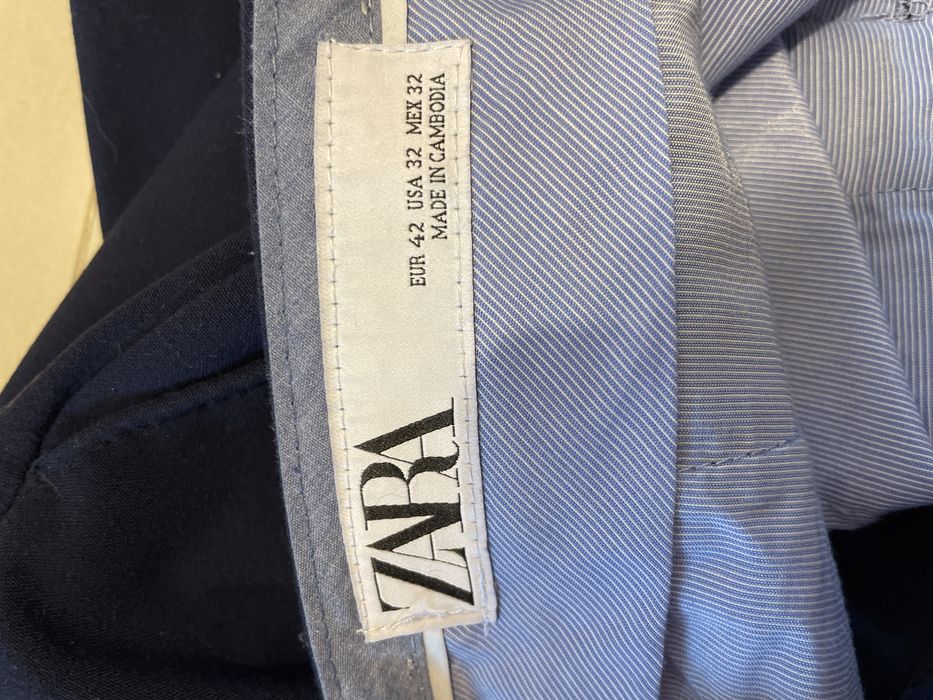 ZARA
EUR 42 USA 32 MEX 32
MADE IN CAMBODIA